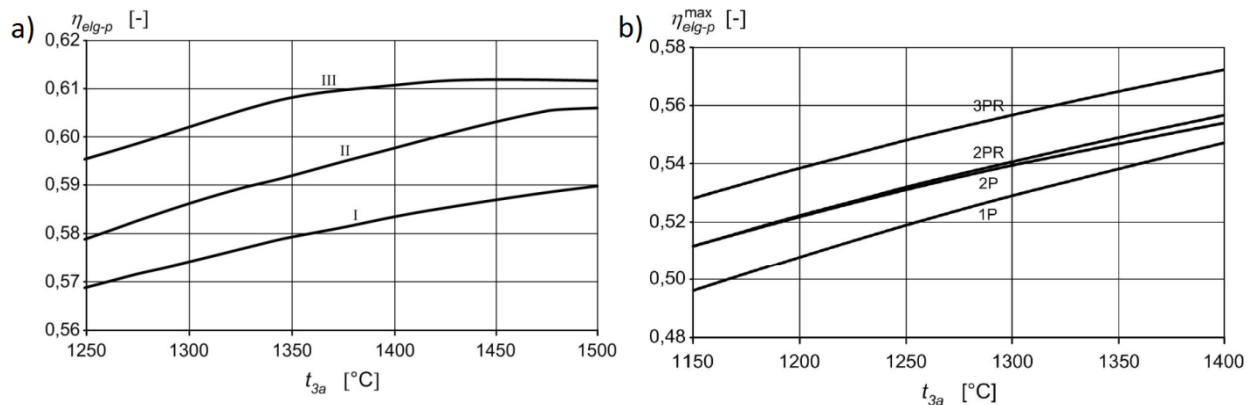 a)
η_elg-p [-]
0,62
0,61
0,60
0,59
0,58
0,57
0,56
III
II
I
1250 1300 1350 1400 1450 1500
t_3a [°C]
b)
η_elg-p^max [-]
0,58
0,56
0,54
0,52
0,50
0,48
3PR
2PR
2P
1P
1150 1200 1250 1300 1350 1400
t_3a [°C]